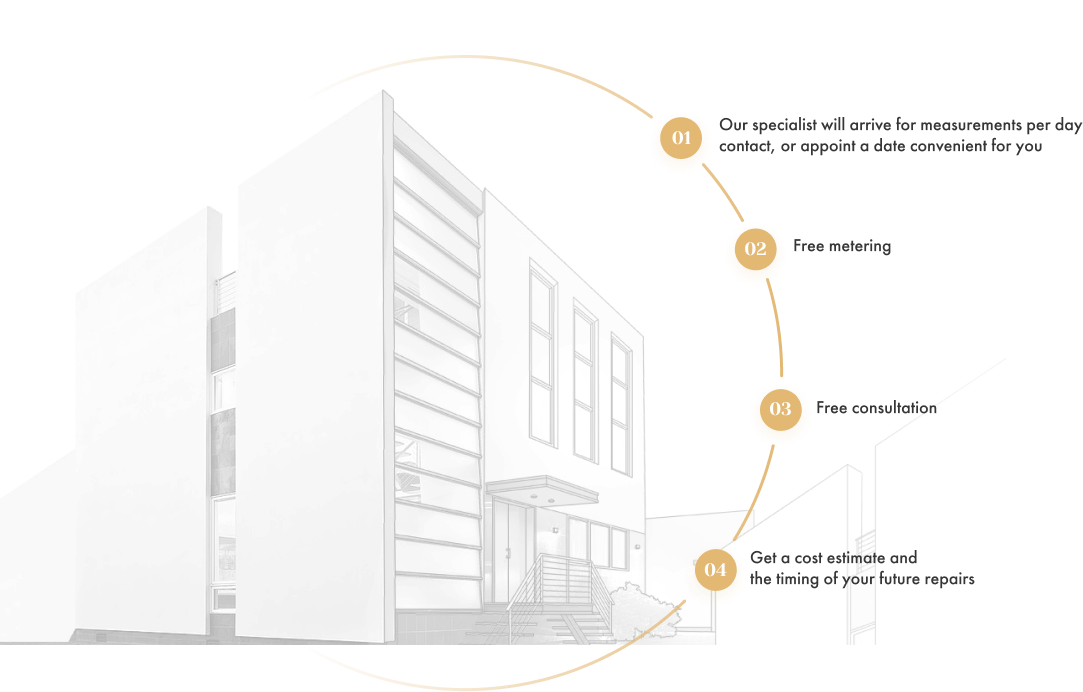 01
Our specialist will arrive for measurements per day
contact, or appoint a date convenient for you
02
Free metering
03
Free consultation
04
Get a cost estimate and
the timing of your future repairs